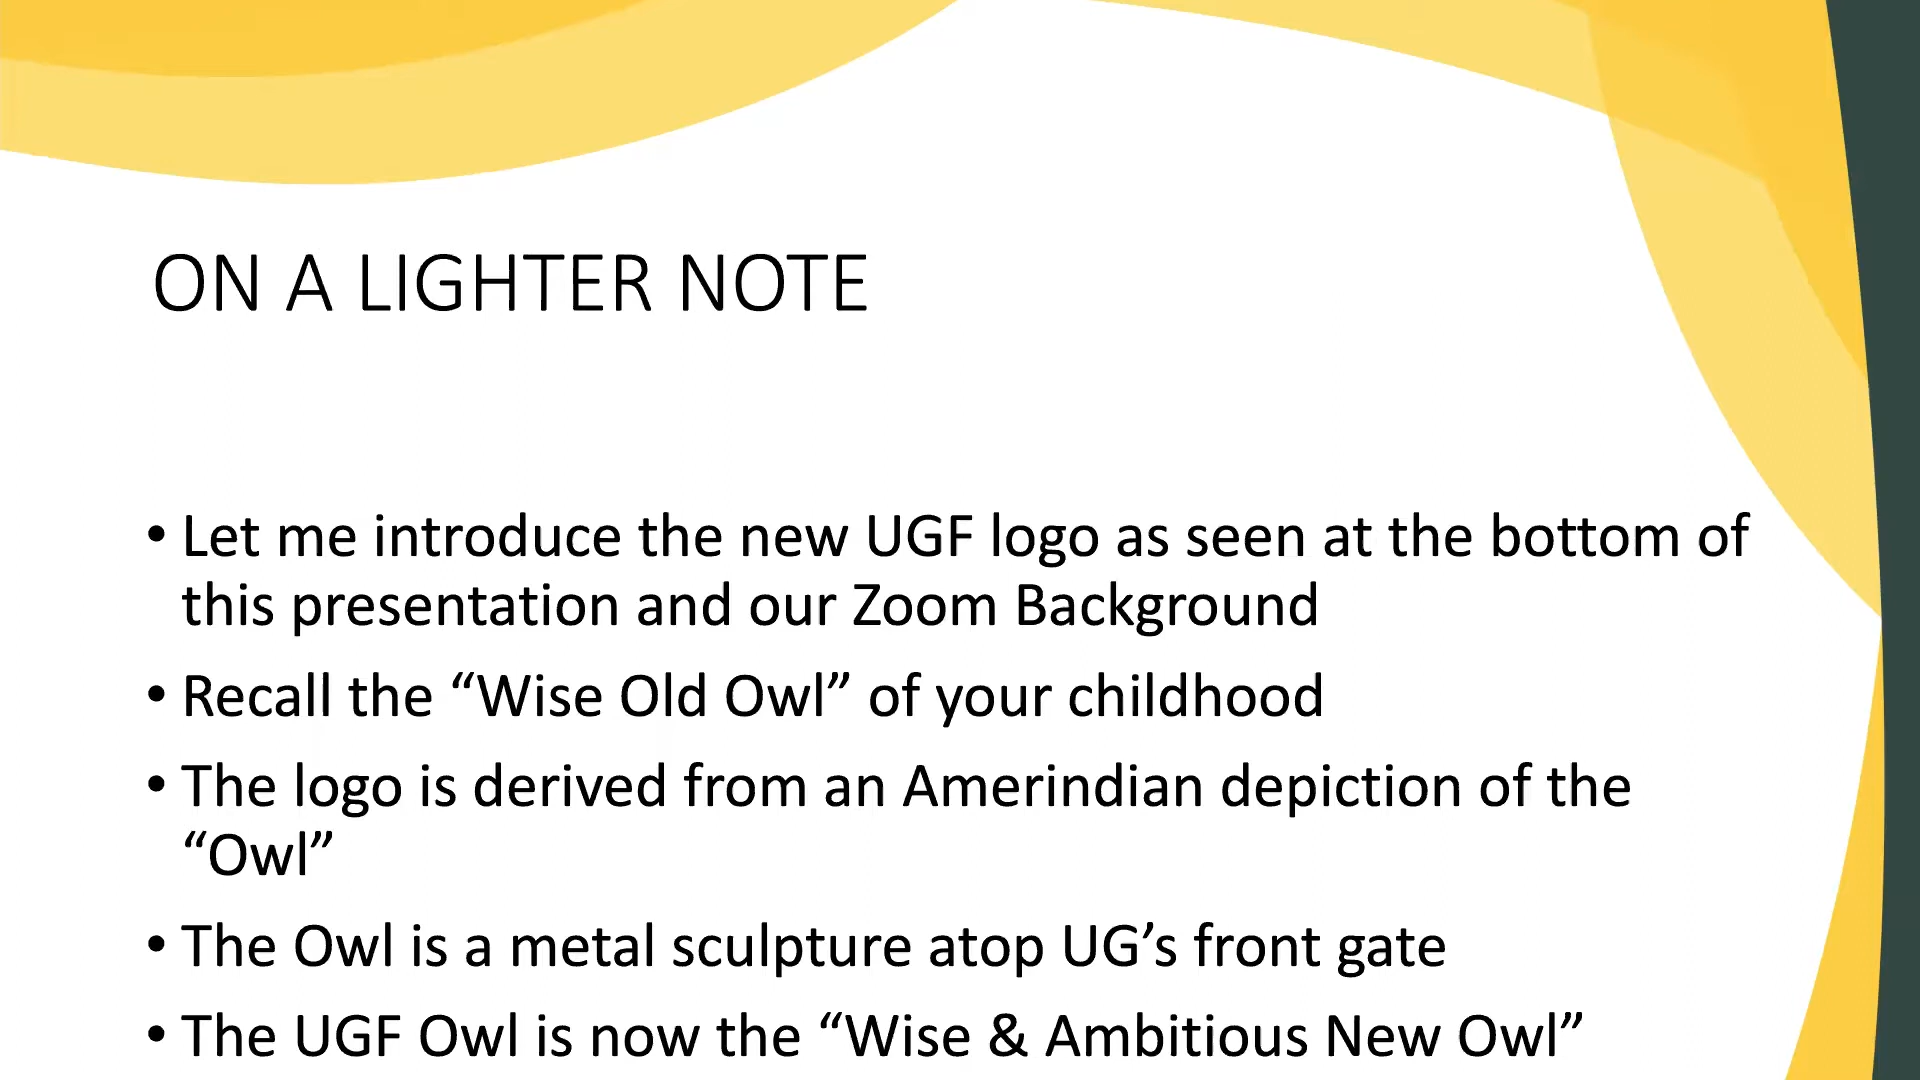 ON A LIGHTER NOTE
• Let me introduce the new UGF logo as seen at the bottom of
this presentation and our Zoom Background
• Recall the “Wise Old Owl” of your childhood
• The logo is derived from an Amerindian depiction of the
“Owl”
• The Owl is a metal sculpture atop UG’s front gate
• The UGF Owl is now the “Wise & Ambitious New Owl”